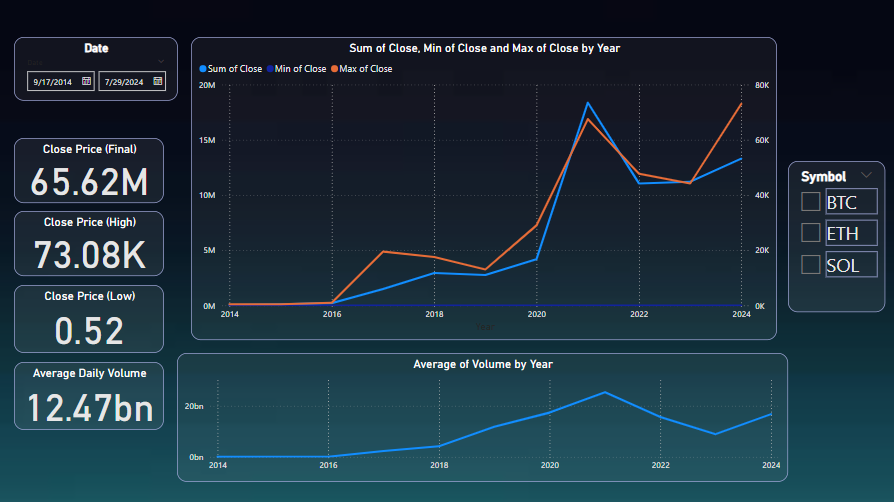 Date
9/17/2014 7/29/2024
Close Price (Final)
65.62M
Close Price (High)
73.08K
Close Price (Low)
0.52
Average Daily Volume
12.47bn
Sum of Close, Min of Close and Max of Close by Year
Sum of Close Min of Close Max of Close
20M
15M
10M
5M
0M
80K
60K
40K
20K
0K
2014 2016 2018 2020 2022 2024
Year
Average of Volume by Year
20bn
0bn
2014 2016 2018 2020 2022 2024
Symbol
BTC
ETH
SOL